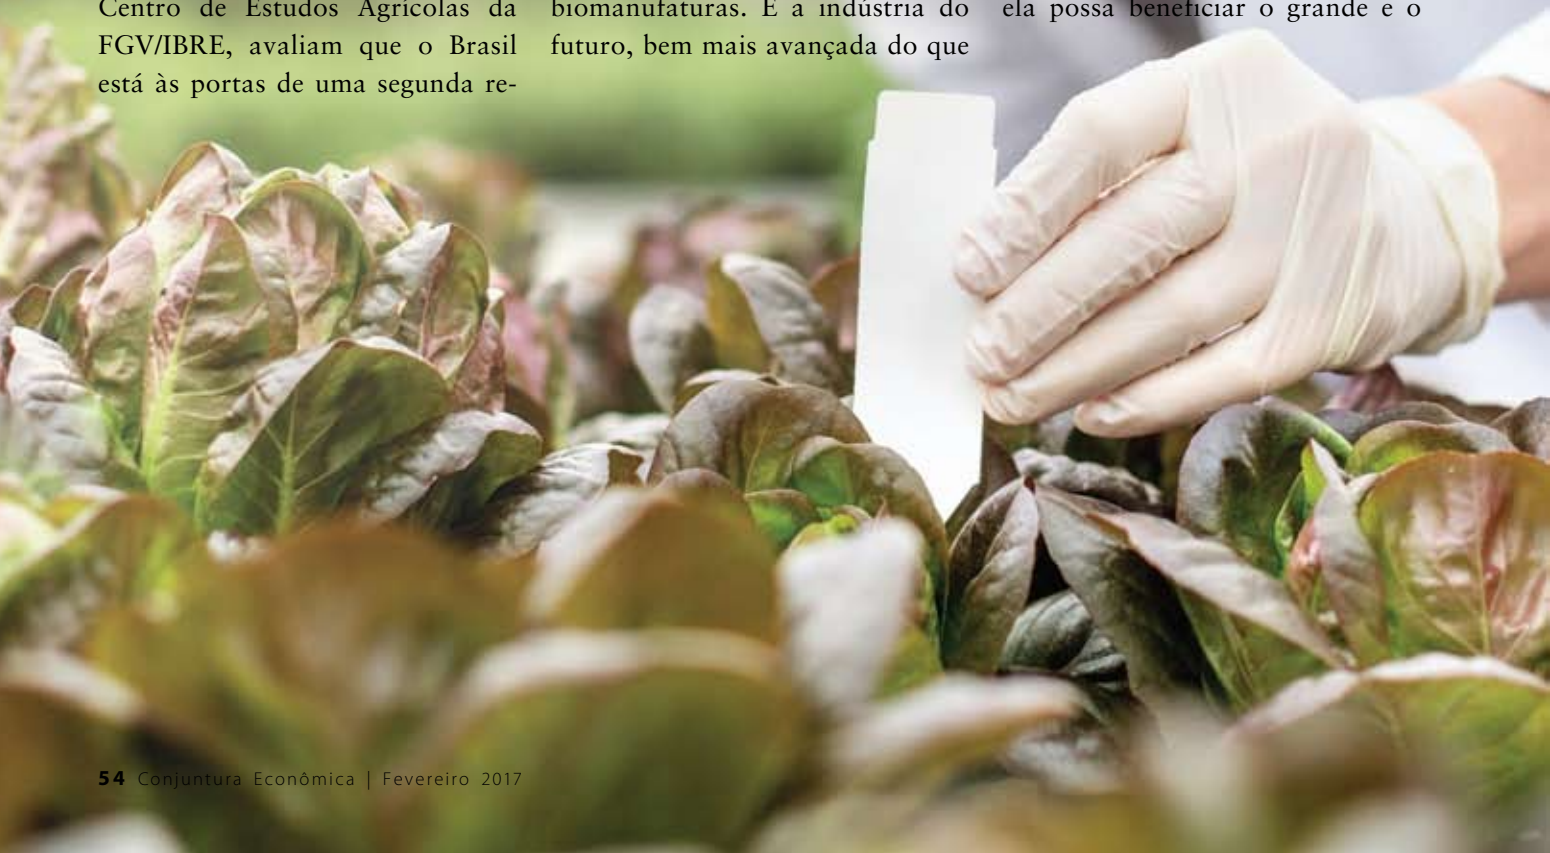 Centro de Estudos Agrícolas da
FGV/IBRE, avaliam que o Brasil
está às portas de uma segunda re-
biomanufaturas. É a indústria do
futuro, bem mais avançada do que
ela possa beneficiar o grande e o
54 Conjuntura Econômica | Fevereiro 2017